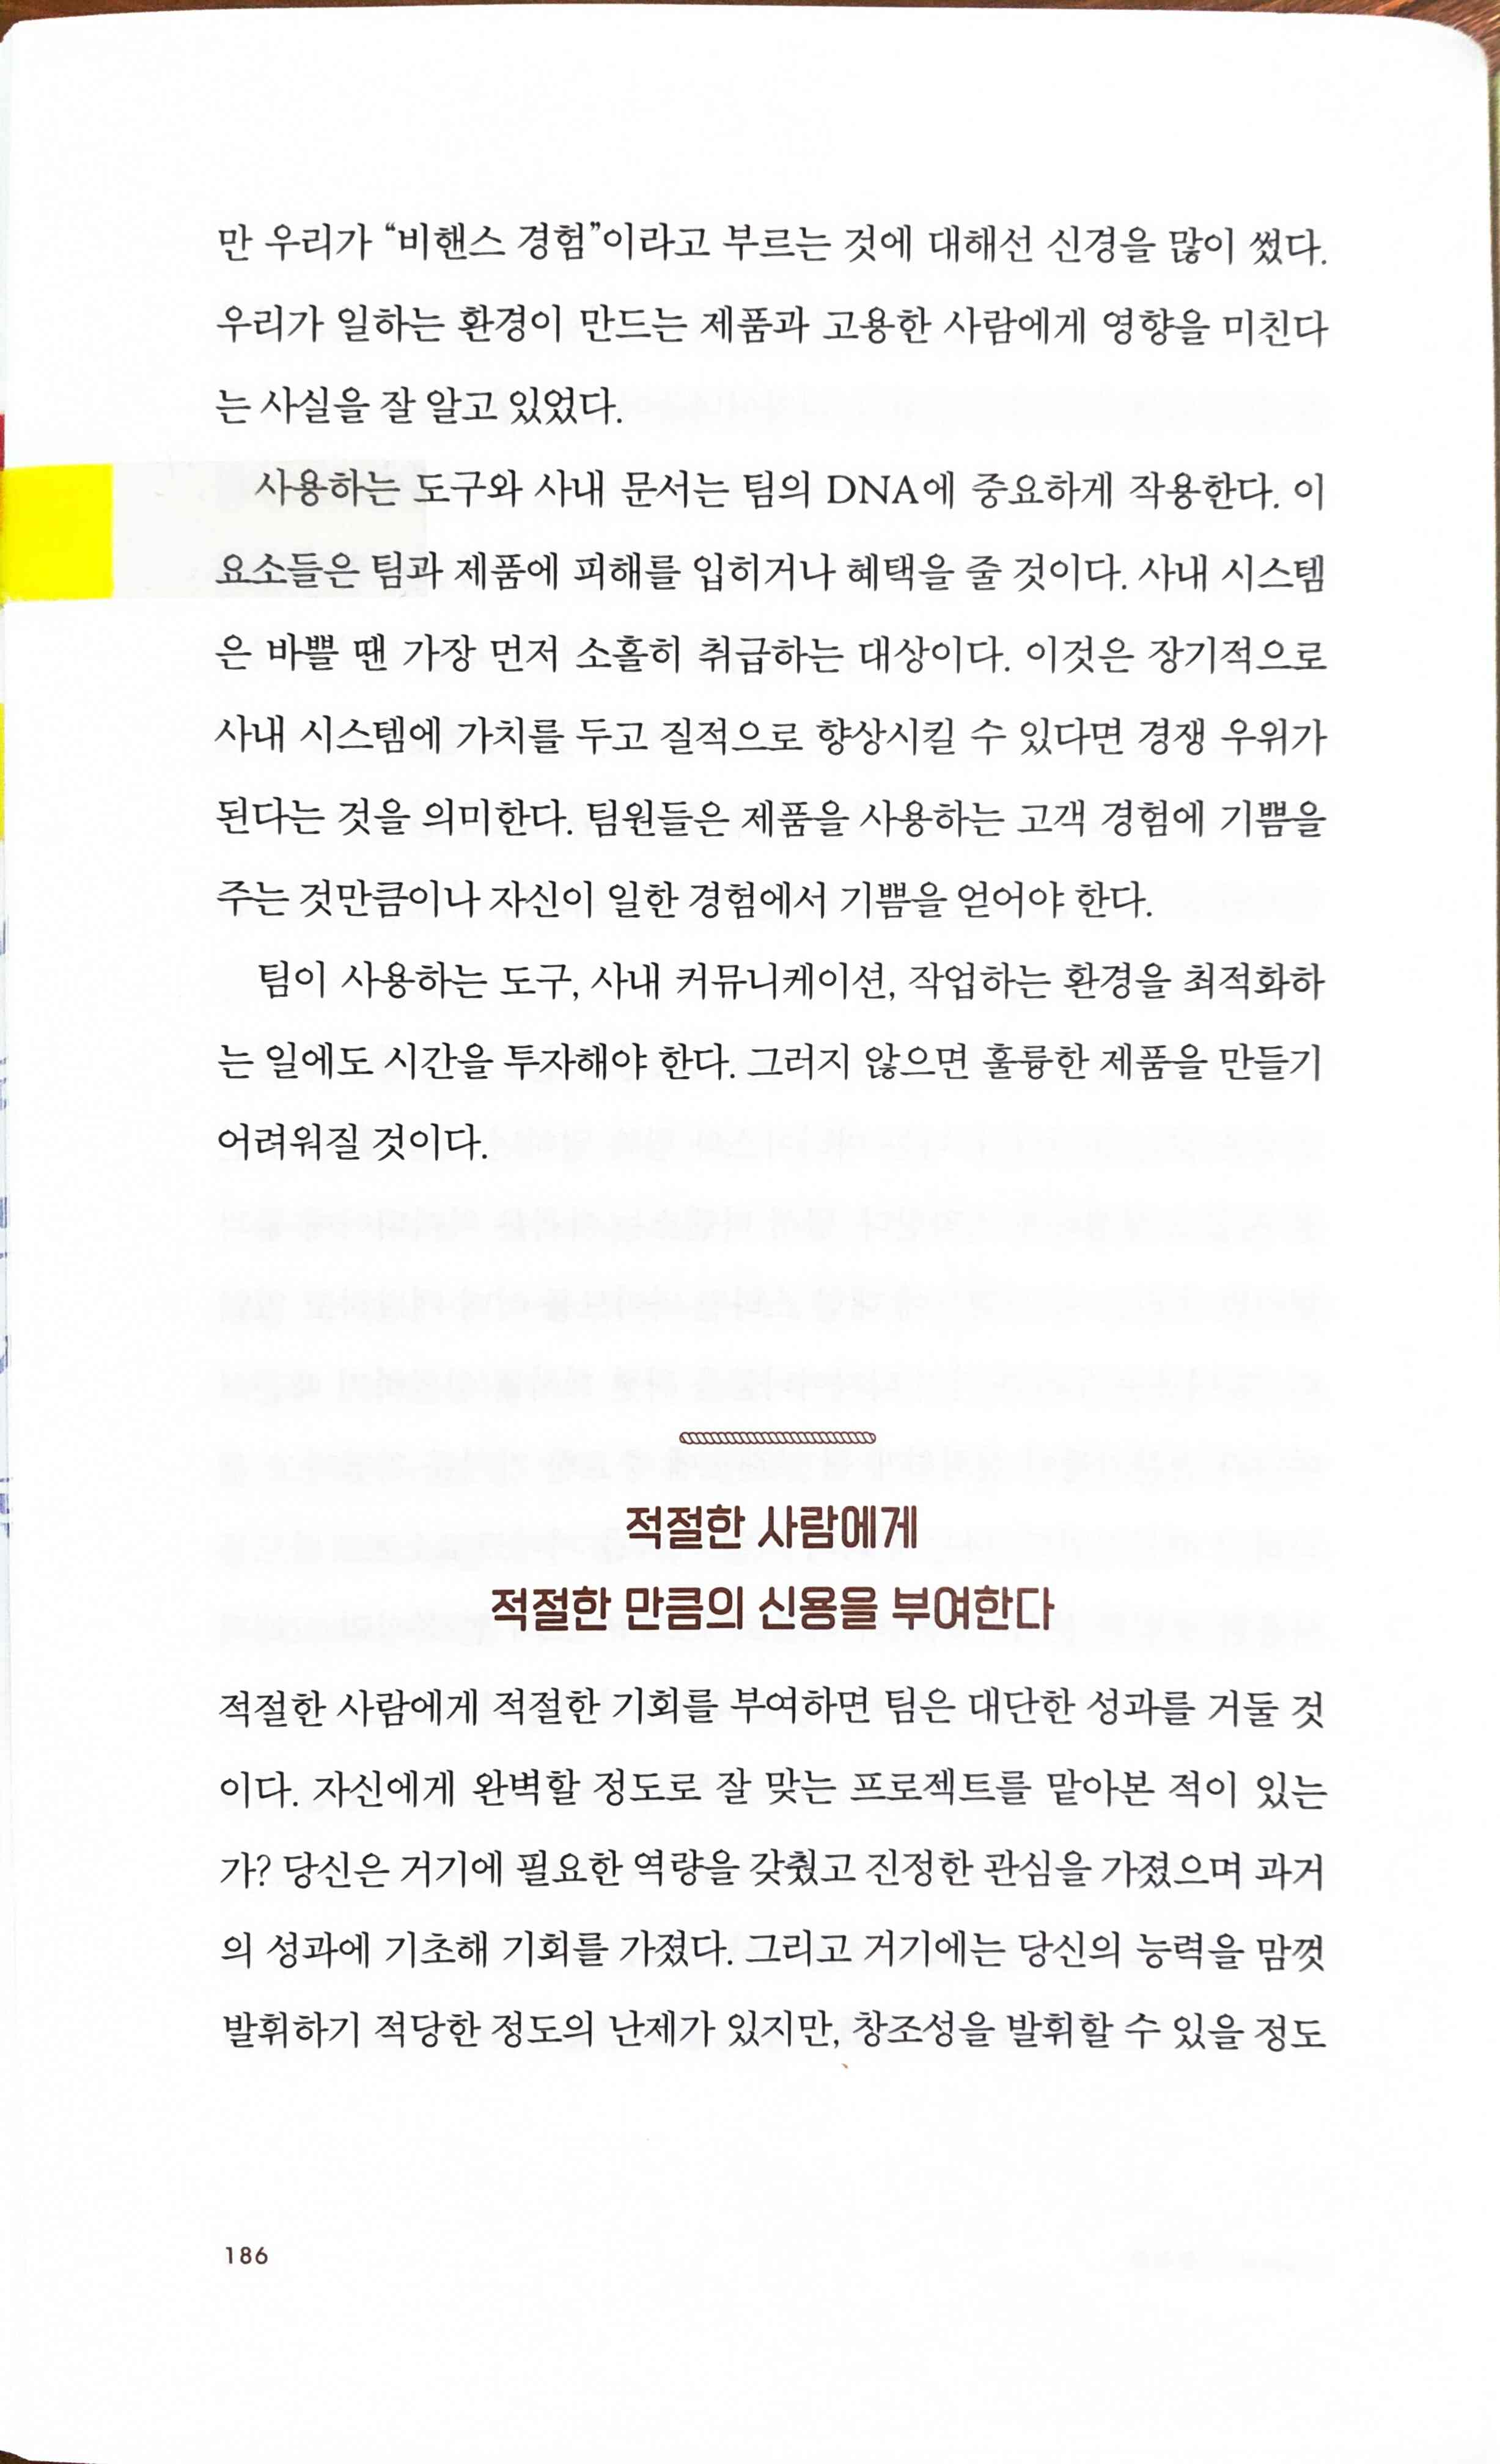 만 우리가 “비핸스 경험”이라고 부르는 것에 대해선 신경을 많이 썼다.
우리가 일하는 환경이 만드는 제품과 고용한 사람에게 영향을 미친다
는 사실을 잘 알고 있었다.
사용하는 도구와 사내 문서는 팀의 DNA에 중요하게 작용한다. 이
요소들은 팀과 제품에 피해를 입히거나 혜택을 줄 것이다. 사내 시스템
은 바쁠 땐 가장 먼저 소홀히 취급하는 대상이다. 이것은 장기적으로
사내 시스템에 가치를 두고 질적으로 향상시킬 수 있다면 경쟁 우위가
된다는 것을 의미한다. 팀원들은 제품을 사용하는 고객 경험에 기쁨을
주는 것만큼이나 자신이 일한 경험에서 기쁨을 얻어야 한다.
팀이 사용하는 도구, 사내 커뮤니케이션, 작업하는 환경을 최적화하
는 일에도 시간을 투자해야 한다. 그러지 않으면 훌륭한 제품을 만들기
어려워질 것이다.
적절한 사람에게
적절한 만큼의 신용을 부여한다
적절한 사람에게 적절한 기회를 부여하면 팀은 대단한 성과를 거둘 것
이다. 자신에게 완벽할 정도로 잘 맞는 프로젝트를 맡아본 적이 있는
가? 당신은 거기에 필요한 역량을 갖췄고 진정한 관심을 가졌으며 과거
의 성과에 기초해 기회를 가졌다. 그리고 거기에는 당신의 능력을 맘껏
발휘하기 적당한 정도의 난제가 있지만, 창조성을 발휘할 수 있을 정도
186